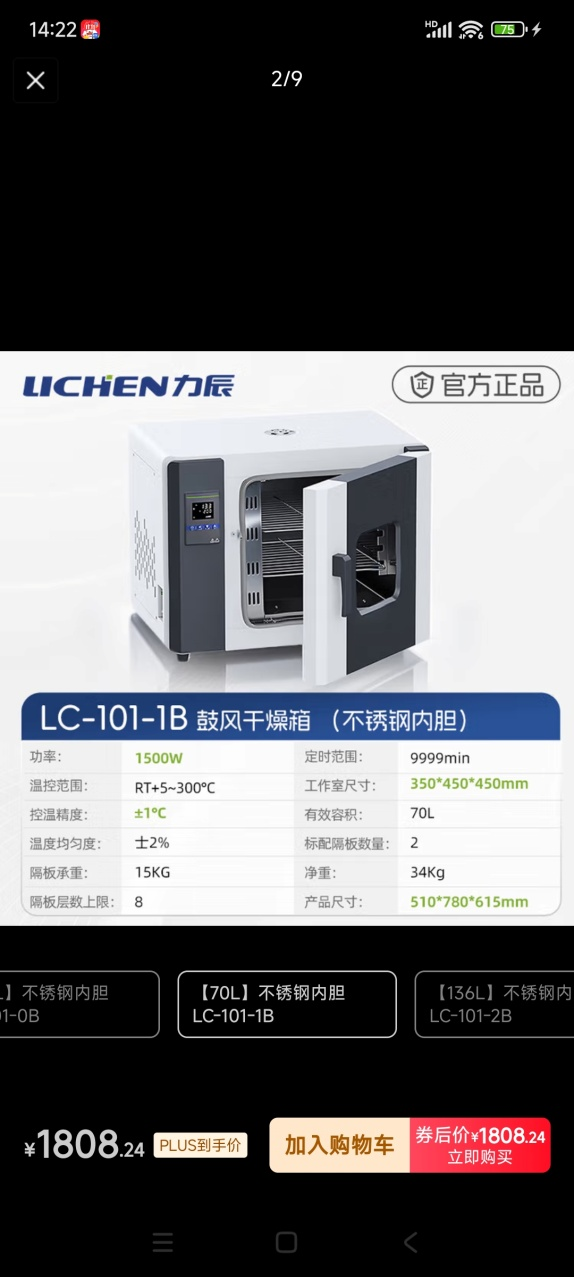 14:22
HD
6
75
2/9
LICHEN力辰
正 官方正品
LC-101-1B 鼓风干燥箱 （不锈钢内胆）
功率： 1500W 定时范围： 9999min
温控范围： RT+5~300℃ 工作室尺寸： 350*450*450mm
控温精度： ±1℃ 有效容积： 70L
温度均匀度： 士2% 标配隔板数量： 2
隔板承重： 15KG 净重： 34Kg
隔板层数上限： 8 产品尺寸： 510*780*615mm
】不锈钢内胆
1-0B
【70L】不锈钢内胆
LC-101-1B
【136L】不锈钢内
LC-101-2B
¥1808.24 PLUS到手价
加入购物车
券后价¥1808.24
立即购买